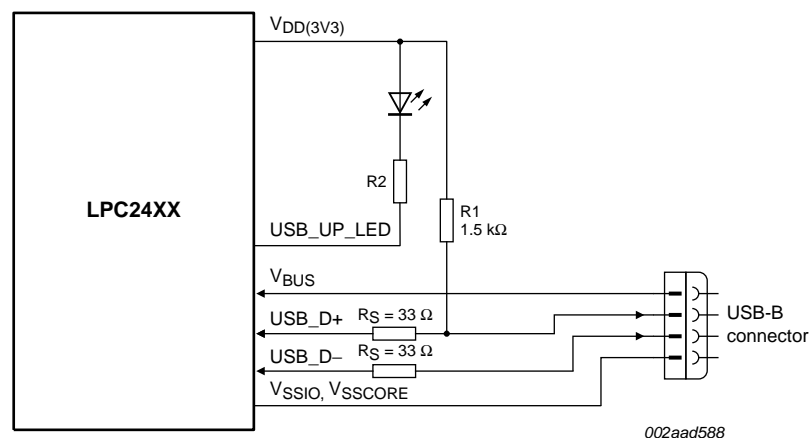 VDD(3V3)
LPC24XX
R2
R1
1.5 kΩ
USB_UP_LED
VBUS
USB_D+
RS = 33 Ω
USB-B
connector
USB_D−
RS = 33 Ω
VSSIO, VSSCORE
002aad588